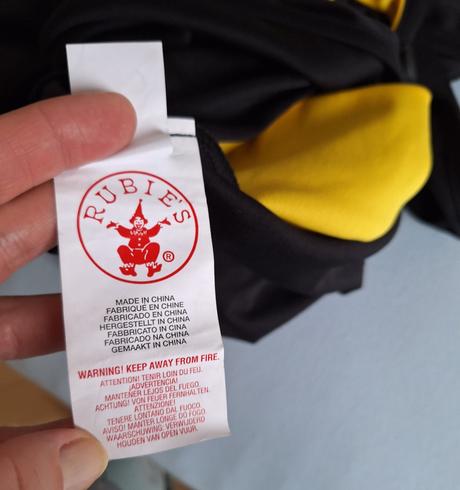 RUBIE'S
®
MADE IN CHINA
FABRIQUÉ EN CHINE
FABRICADO EN CHINA
HERGESTELLT IN CHINA
FABBRICATO IN CINA
FABRICADO NA CHINA
GEMAAKT IN CHINA
WARNING! KEEP AWAY FROM FIRE.
ATTENTION! TENIR LOIN DU FEU.
¡ADVERTENCIA!
MANTENER LEJOS DEL FUEGO.
ACHTUNG! VON FEUER FERNHALTEN.
ATTENZIONE!
TENERE LONTANO DAL FUOCO.
AVISO! MANTER LONGE DO FOGO.
WAARSCHUWING: VERWIJDERD
HOUDEN VAN OPEN VUUR.